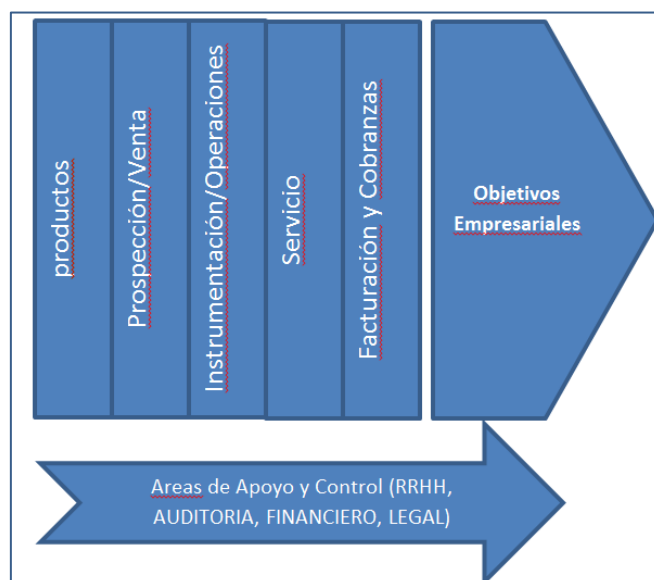 productos
Prospección/Venta
Instrumentación/Operaciones
Servicio
Facturación y Cobranzas
Objetivos
Empresariales
Areas de Apoyo y Control (RRHH,
AUDITORIA, FINANCIERO, LEGAL)